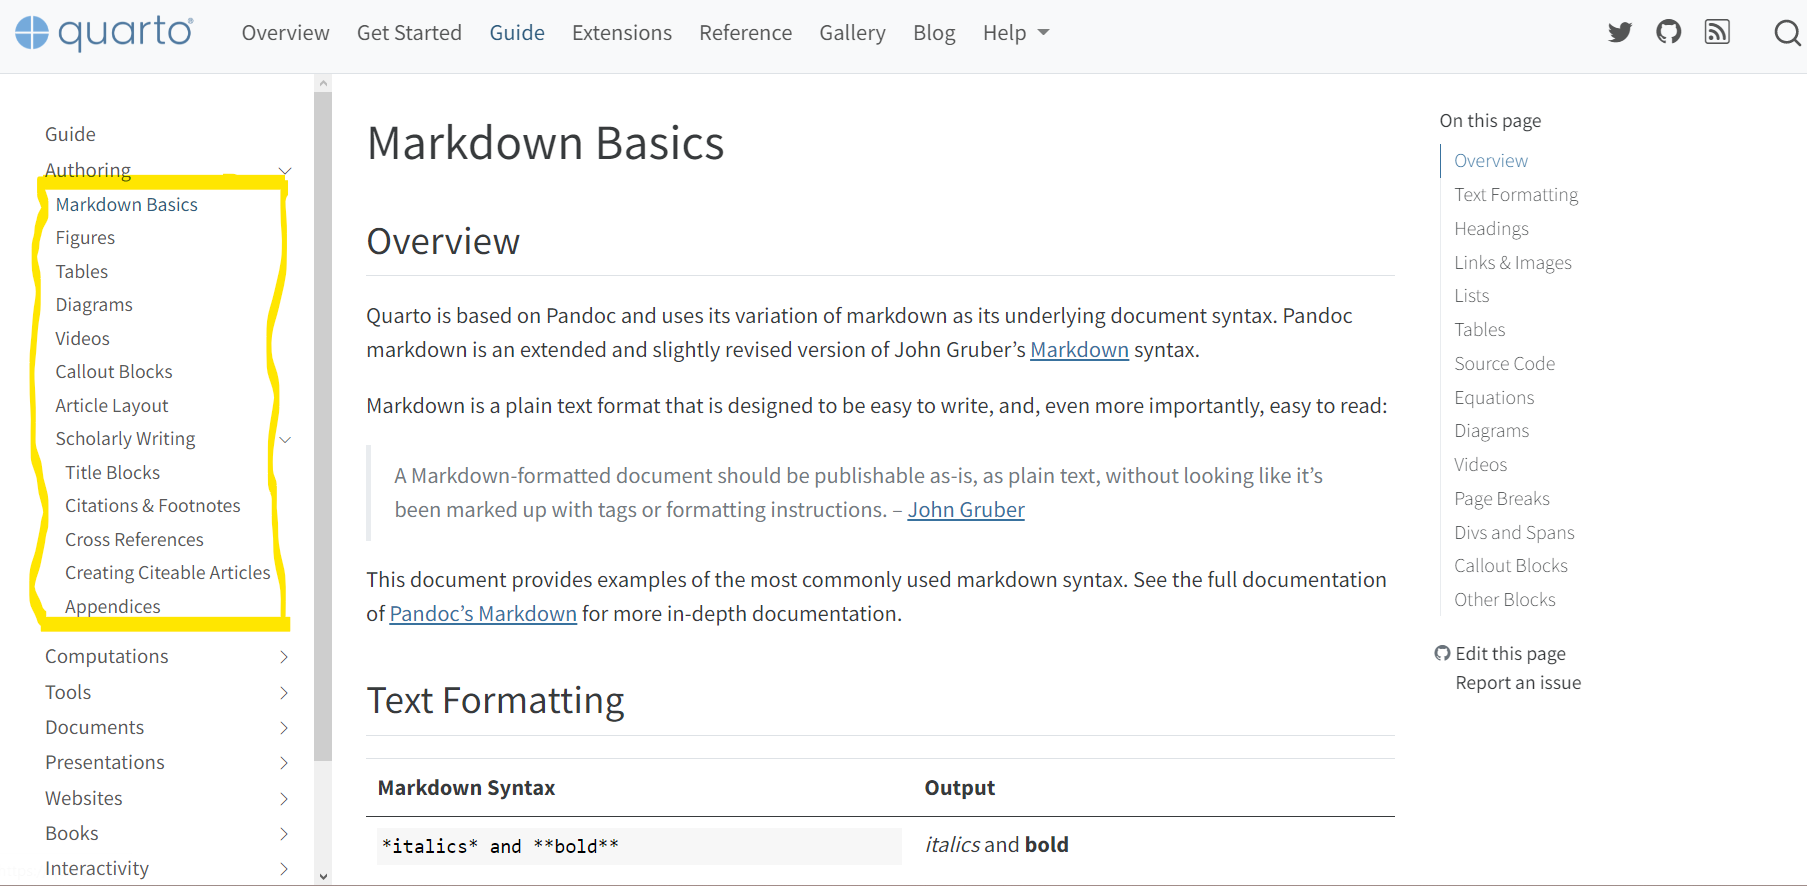 quarto®
Overview Get Started Guide Extensions Reference Gallery Blog Help
Guide
Authoring
Markdown Basics
Figures
Tables
Diagrams
Videos
Callout Blocks
Article Layout
Scholarly Writing
Title Blocks
Citations & Footnotes
Cross References
Creating Citeable Articles
Appendices
Computations
Tools
Documents
Presentations
Websites
Books
Interactivity
Markdown Basics
Overview
Quarto is based on Pandoc and uses its variation of markdown as its underlying document syntax. Pandoc
markdown is an extended and slightly revised version of John Gruber’s Markdown syntax.
Markdown is a plain text format that is designed to be easy to write, and, even more importantly, easy to read:
A Markdown-formatted document should be publishable as-is, as plain text, without looking like it’s
been marked up with tags or formatting instructions. – John Gruber
This document provides examples of the most commonly used markdown syntax. See the full documentation
of Pandoc’s Markdown for more in-depth documentation.
Text Formatting
Markdown Syntax Output
*italics* and **bold** italics and bold
On this page
Overview
Text Formatting
Headings
Links & Images
Lists
Tables
Source Code
Equations
Diagrams
Videos
Page Breaks
Divs and Spans
Callout Blocks
Other Blocks
Edit this page
Report an issue